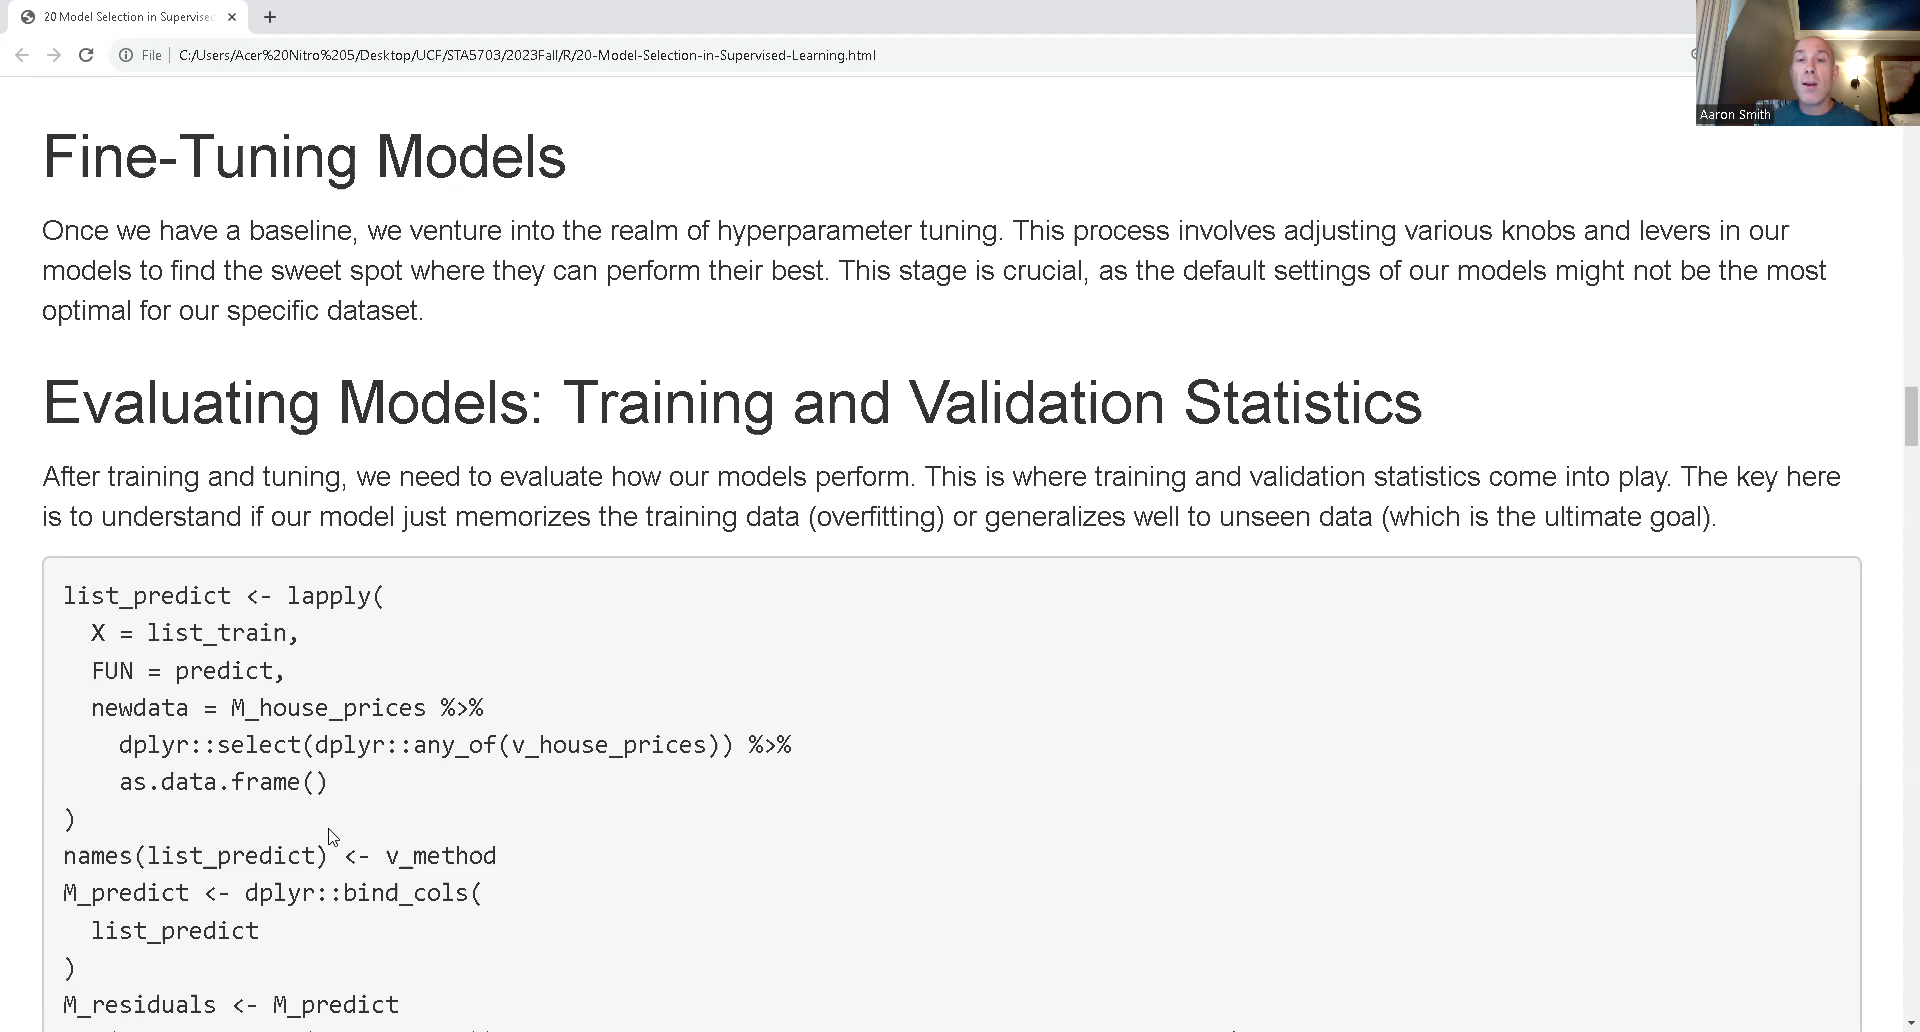 20 Model Selection in Supervised
File
C:/Users/Acer%20Nitro%205/Desktop/UCF/STA5703/2023Fall/R/20-Model-Selection-in-Supervised-Learning.html
Aaron Smith
Fine-Tuning Models
Once we have a baseline, we venture into the realm of hyperparameter tuning. This process involves adjusting various knobs and levers in our
models to find the sweet spot where they can perform their best. This stage is crucial, as the default settings of our models might not be the most
optimal for our specific dataset.
Evaluating Models: Training and Validation Statistics
After training and tuning, we need to evaluate how our models perform. This is where training and validation statistics come into play. The key here
is to understand if our model just memorizes the training data (overfitting) or generalizes well to unseen data (which is the ultimate goal).
list_predict <- lapply(
X = list_train,
FUN = predict,
newdata = M_house_prices %>%
dplyr::select(dplyr::any_of(v_house_prices)) %>%
as.data.frame()
)
names(list_predict) <- v_method
M_predict <- dplyr::bind_cols(
list_predict
)
M_residuals <- M_predict